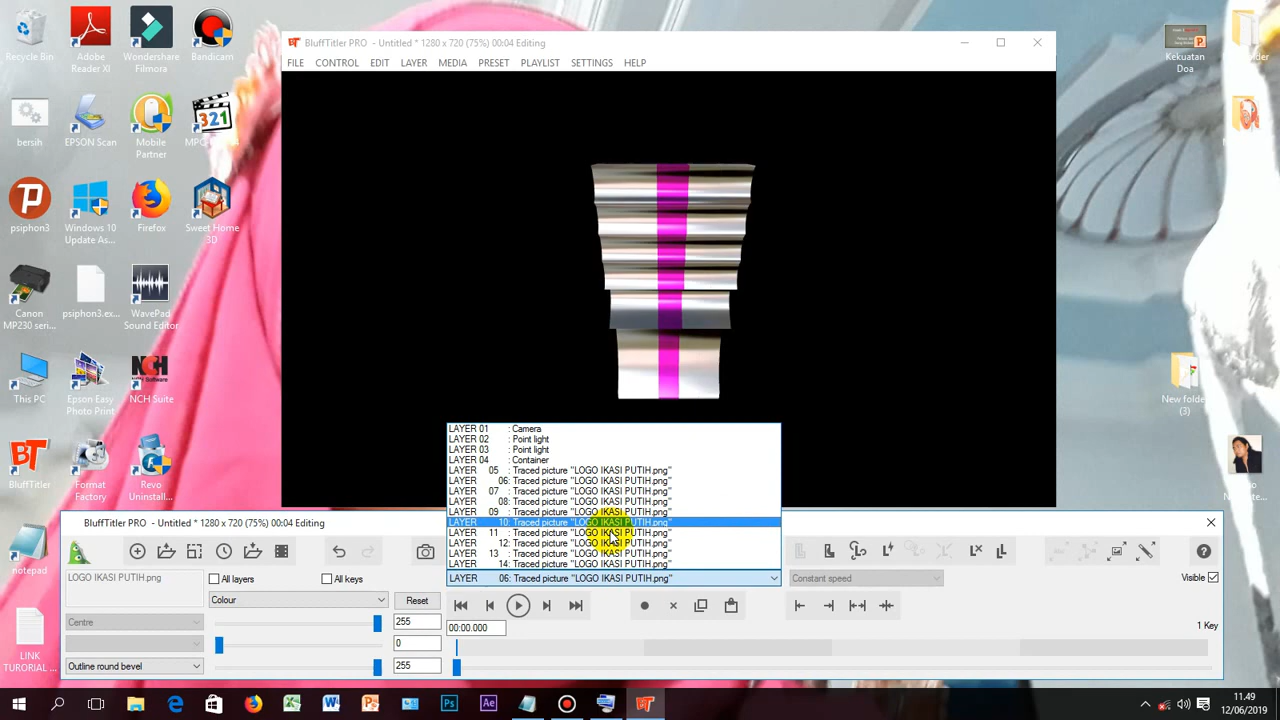 Recycle Bin
Adobe
Reader XI
Wondershare
Filmora
Bandicam
bersih
EPSON Scan
Mobile
Partner
psiphon3
Windows 10
Update As...
Firefox
Sweet Home
3D
Canon
MP230 seri...
psiphon3.ex...
WavePad
Sound Editor
This PC
Epson Easy
Photo Print
NCH Suite
BluffTitler
Format
Factory
Revo
Uninstall...
notepad
LINK
TURORIAL ...
Kekuatan
Doa
New folder
(3)
BluffTitler PRO - Untitled * 1280 x 720 (75%) 00:04 Editing
FILE CONTROL EDIT LAYER MEDIA PRESET PLAYLIST SETTINGS HELP
LAYER 01 : Camera
LAYER 02 : Point light
LAYER 03 : Point light
LAYER 04 : Container
LAYER 05 : Traced picture "LOGO IKASI PUTIH.png"
LAYER 06: Traced picture "LOGO IKASI PUTIH.png"
LAYER 07 : Traced picture "LOGO IKASI PUTIH.png"
LAYER 08: Traced picture "LOGO IKASI PUTIH.png"
LAYER 09 : Traced picture "LOGO IKASI PUTIH.png"
LAYER 10: Traced picture "LOGO IKASI PUTIH.png"
LAYER 11 : Traced picture "LOGO IKASI PUTIH.png"
LAYER 12: Traced picture "LOGO IKASI PUTIH.png"
LAYER 13 : Traced picture "LOGO IKASI PUTIH.png"
LAYER 14: Traced picture "LOGO IKASI PUTIH.png"
LAYER 06: Traced picture "LOGO IKASI PUTIH.png"
BluffTitler PRO - Untitled * 1280 x 720 (75%) 00:04 Editing
LOGO IKASI PUTIH.png
All layers
All keys
Colour
Reset
Centre
255
0
Outline round bevel
255
00:00.000
Constant speed
Visible
1 Key
11.49
12/06/2019